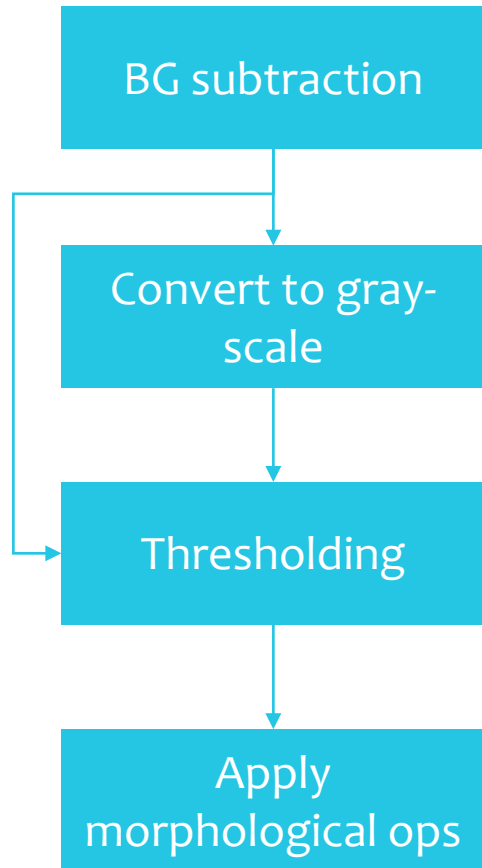 BG subtraction
Convert to gray-
scale
Thresholding
Apply
morphological ops